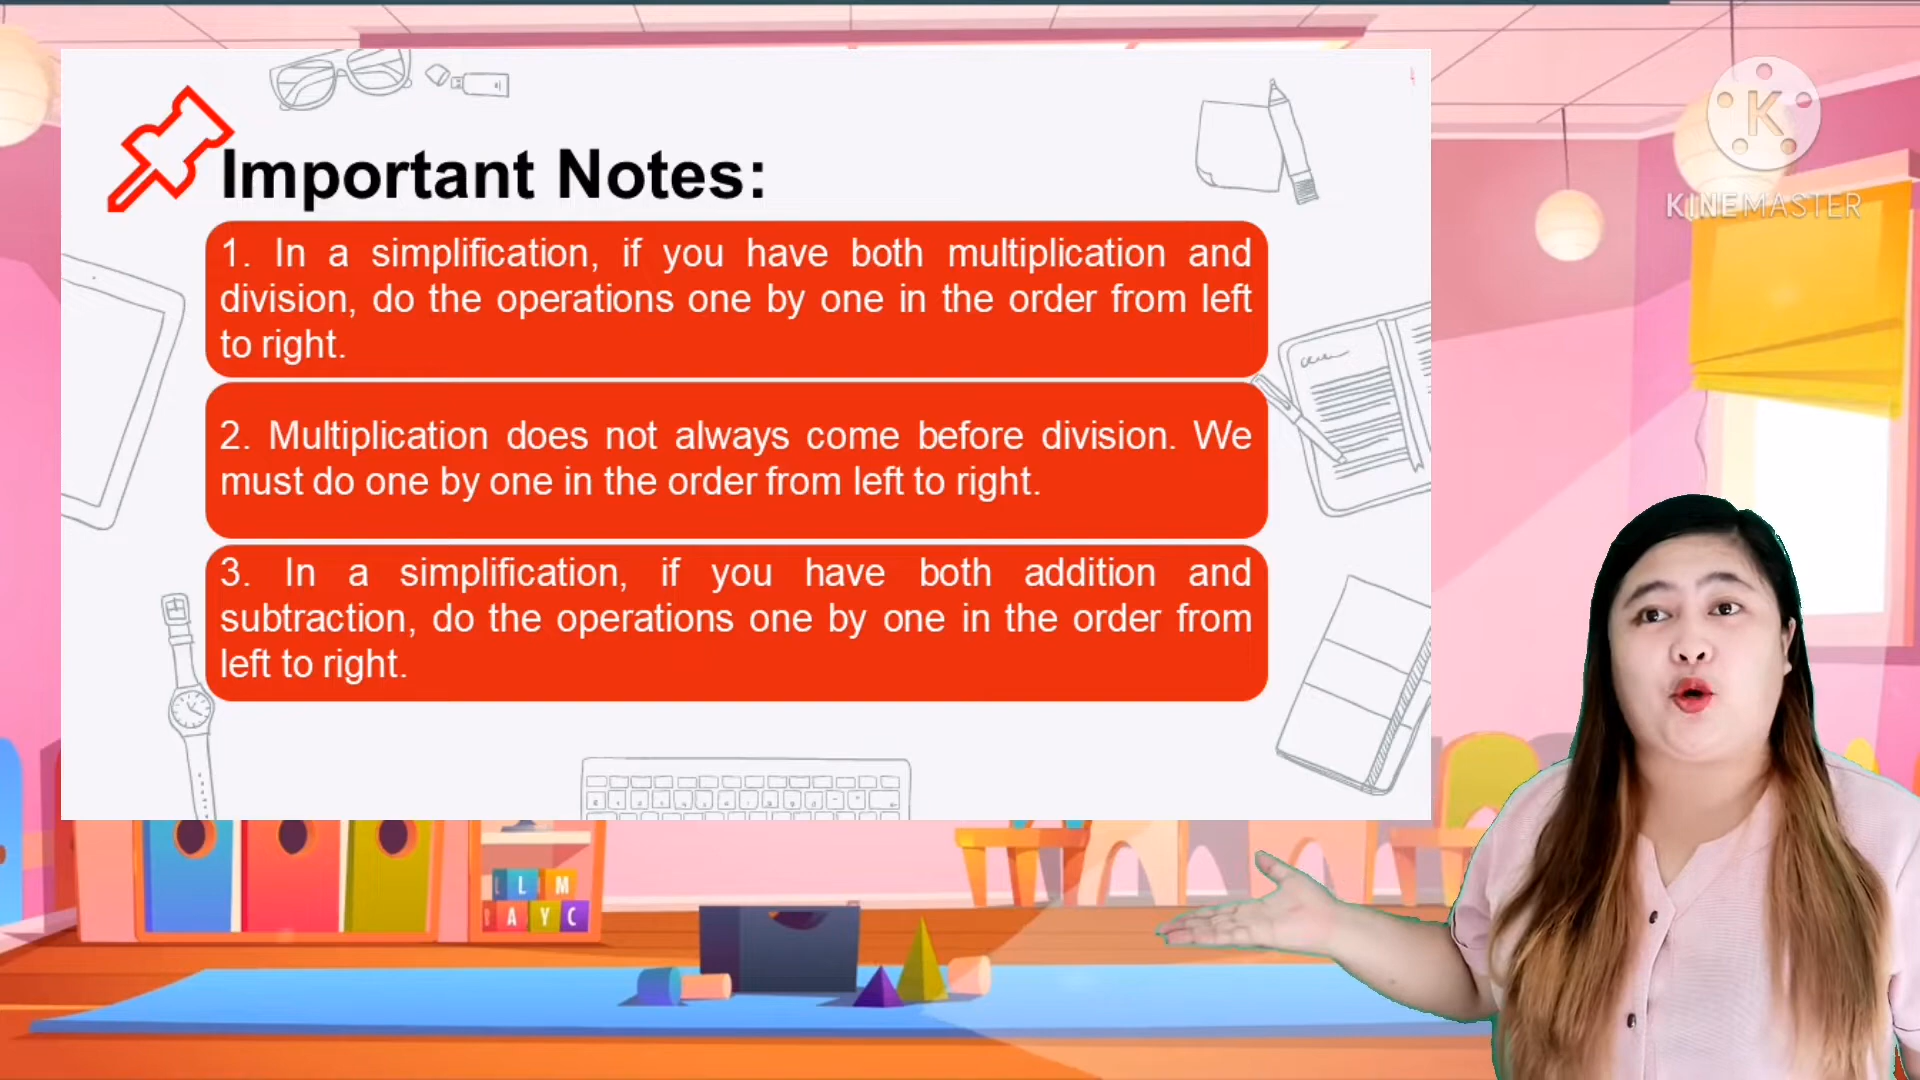 Important Notes:
1. In a simplification, if you have both multiplication and
division, do the operations one by one in the order from left
to right.
2. Multiplication does not always come before division. We
must do one by one in the order from left to right.
3. In a simplification, if you have both addition and
subtraction, do the operations one by one in the order from
left to right.
K
KINEMASTER
L M
A Y C